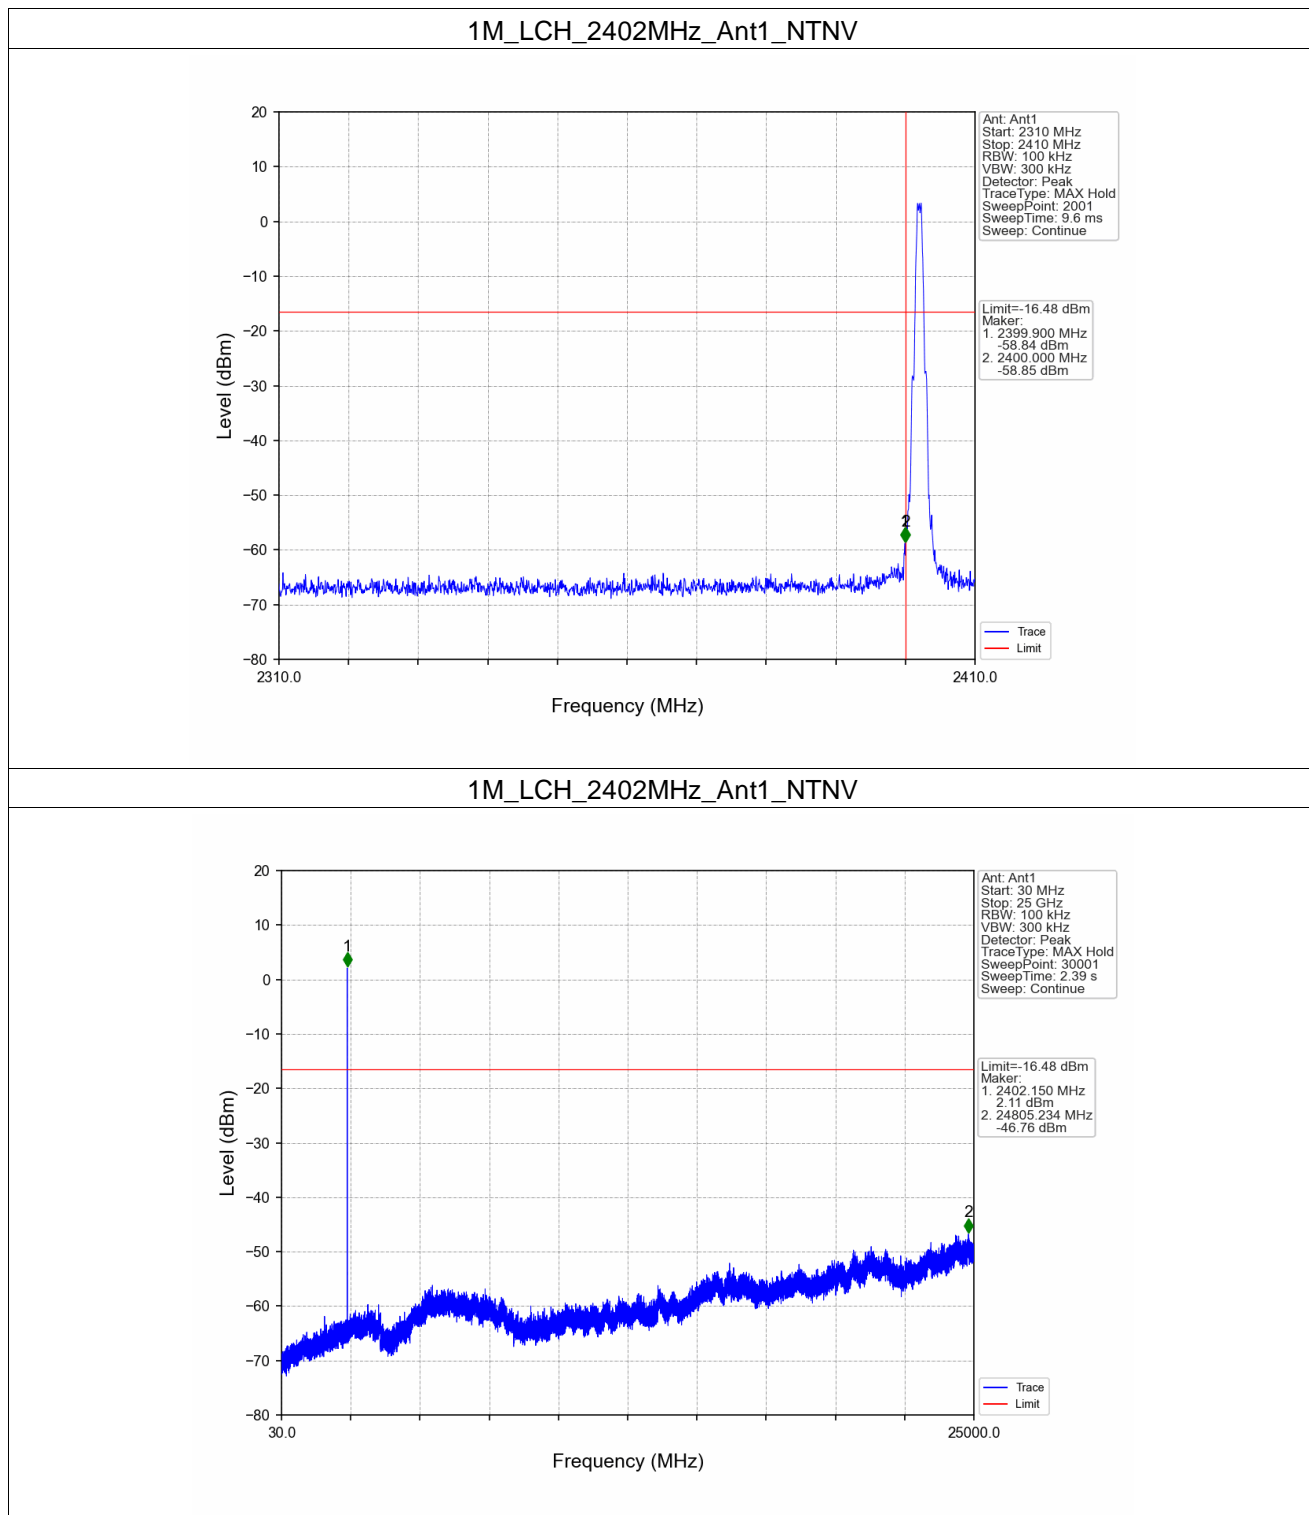 1M_LCH_2402MHz_Ant1_NTNV
20
10
0
−10
−20
−30
−40
−50
−60
−70
−80
Level (dBm)
2310.0
2410.0
Frequency (MHz)
1
2
Ant: Ant1
Start: 2310 MHz
Stop: 2410 MHz
RBW: 100 kHz
VBW: 300 kHz
Detector: Peak
TraceType: MAX Hold
SweepPoint: 2001
SweepTime: 9.6 ms
Sweep: Continue
Limit=-16.48 dBm
Maker:
1. 2399.900 MHz
-58.84 dBm
2. 2400.000 MHz
-58.85 dBm
Trace
Limit
1M_LCH_2402MHz_Ant1_NTNV
20
10
0
−10
−20
−30
−40
−50
−60
−70
−80
Level (dBm)
30.0
25000.0
Frequency (MHz)
1
2
Ant: Ant1
Start: 30 MHz
Stop: 25 GHz
RBW: 100 kHz
VBW: 300 kHz
Detector: Peak
TraceType: MAX Hold
SweepPoint: 30001
SweepTime: 2.39 s
Sweep: Continue
Limit=-16.48 dBm
Maker:
1. 2402.150 MHz
2.11 dBm
2. 24805.234 MHz
-46.76 dBm
Trace
Limit